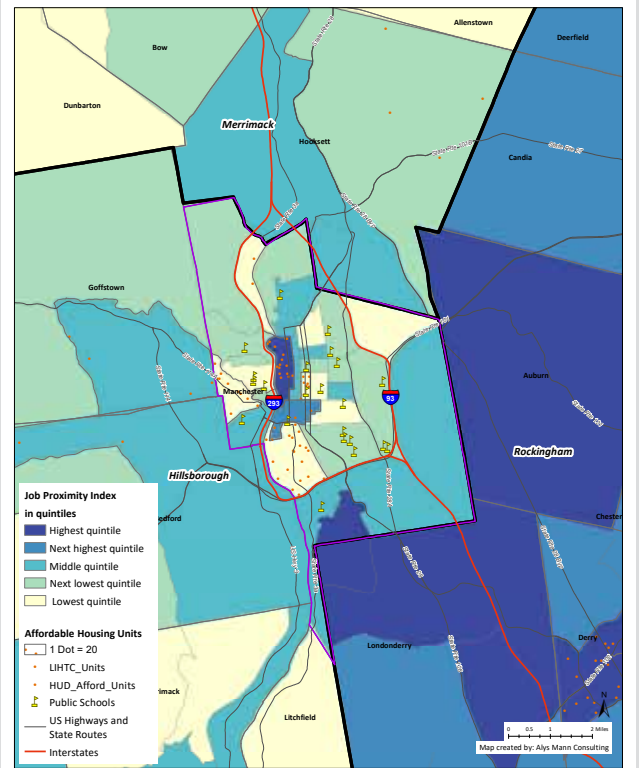 Allenstown
Bow
Deerfield
Dunbarton
Merrimack
Hooksett
Candia
Goffstown
Auburn
Manchester
293
93
Rockingham
Hillsborough
Job Proximity Index
in quintiles
Highest quintile
Next highest quintile
Middle quintile
Next lowest quintile
Lowest quintile
edford
Chester
Affordable Housing Units
1 Dot = 20
LIHTC_Units
HUD_Afford_Units
Public Schools
US Highways and
State Routes
Interstates
Derry
Londonderry
rimack
Litchfield
N
0 0.5 1 2 Miles
Map created by: Alys Mann Consulting